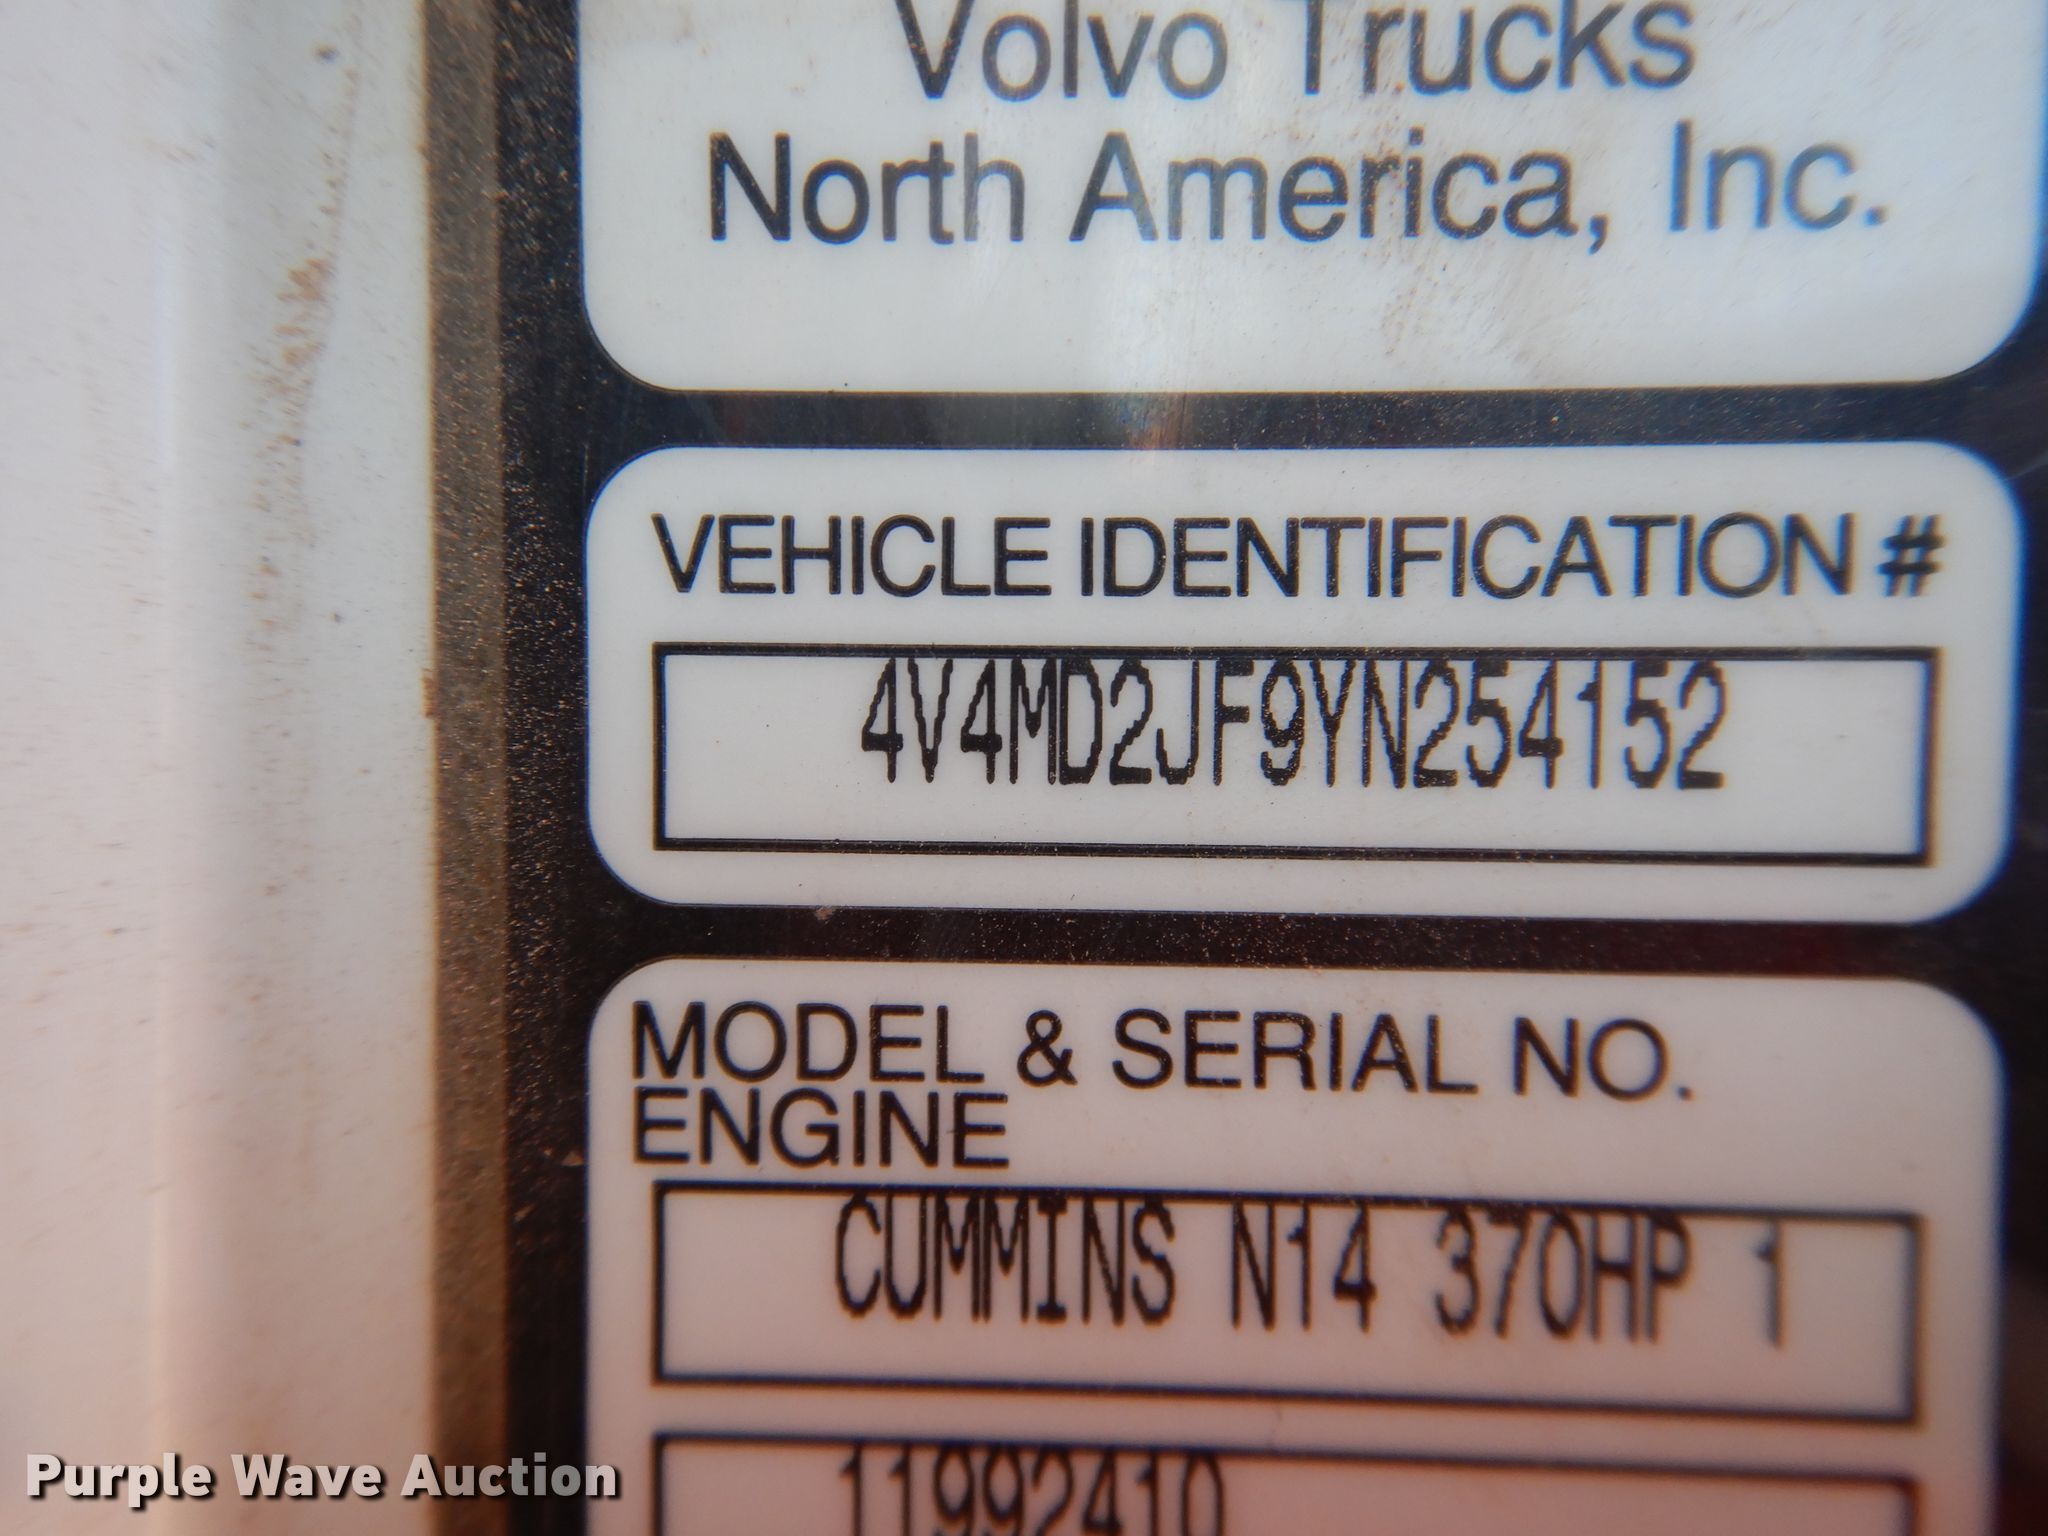 Volvo Trucks
North America, Inc.
VEHICLE IDENTIFICATION #
4V4MD2JF9YN254152
MODEL & SERIAL NO.
ENGINE
CUMMINS N14 370HP 1
11992410
Purple Wave Auction